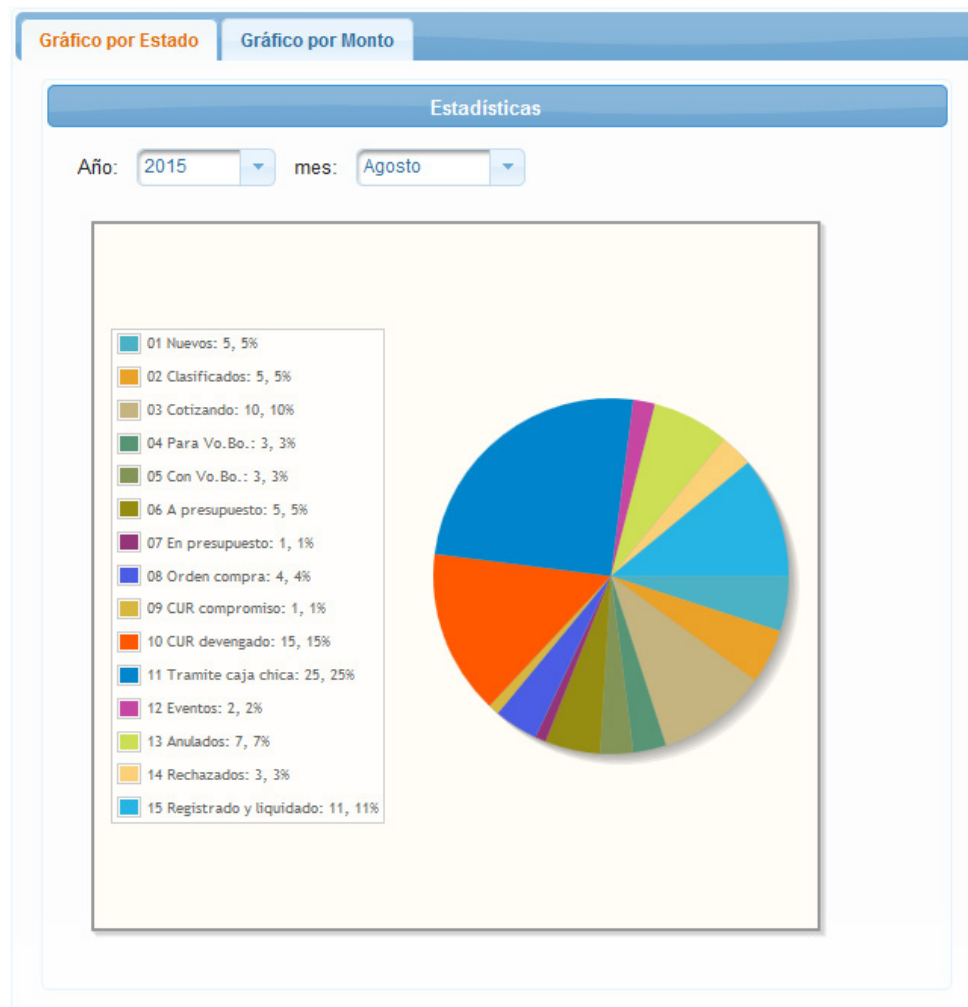 Gráfico por Estado Gráfico por Monto
Estadísticas
Año: 2015 mes: Agosto
01 Nuevos: 5, 5%
02 Clasificados: 5, 5%
03 Cotizando: 10, 10%
04 Para Vo.Bo.: 3, 3%
05 Con Vo.Bo.: 3, 3%
06 A presupuesto: 5, 5%
07 En presupuesto: 1, 1%
08 Orden compra: 4, 4%
09 CUR compromiso: 1, 1%
10 CUR devengado: 15, 15%
11 Tramite caja chica: 25, 25%
12 Eventos: 2, 2%
13 Anulados: 7, 7%
14 Rechazados: 3, 3%
15 Registrado y liquidado: 11, 11%